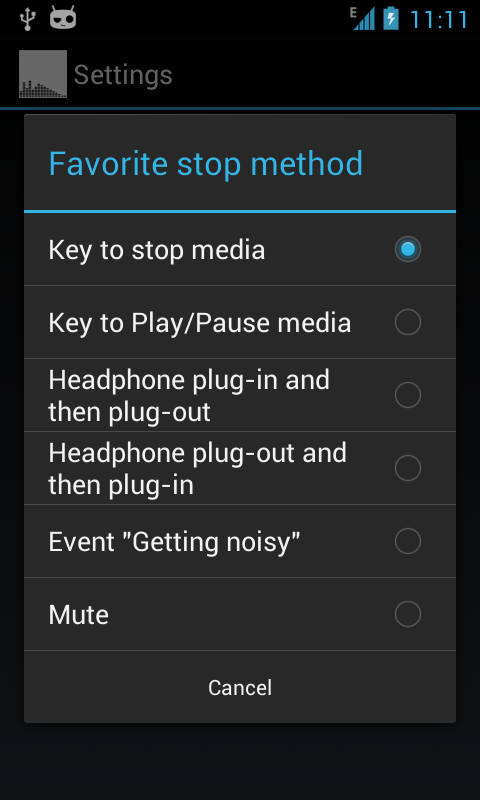 E 11:11
Settings
Favorite stop method
Key to stop media
Key to Play/Pause media
Headphone plug-in and
then plug-out
Headphone plug-out and
then plug-in
Event "Getting noisy"
Mute
Cancel